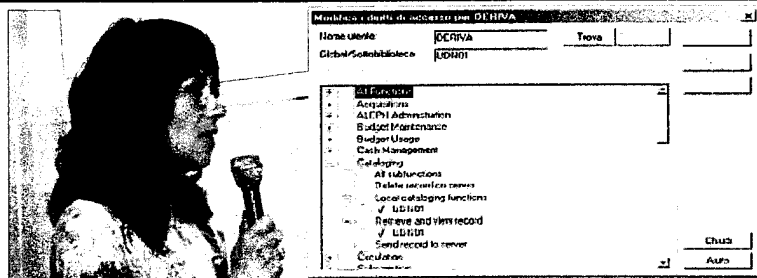 Modifica i diritti di accesso per DERIVA
Nome utente DERIVA Trova
Global/Sottobiblioteca UDN01
All Functions
Acquisitions
ALEPH Administration
Budget Maintenance
Budget Usage
Cash Management
Cataloging
All subfunctions
Delete record on server
Local cataloging functions
✓ UDN01
Retrieve and view record
✓ UDN01
Send record to server
Circulation
Chiudi
Aiuto